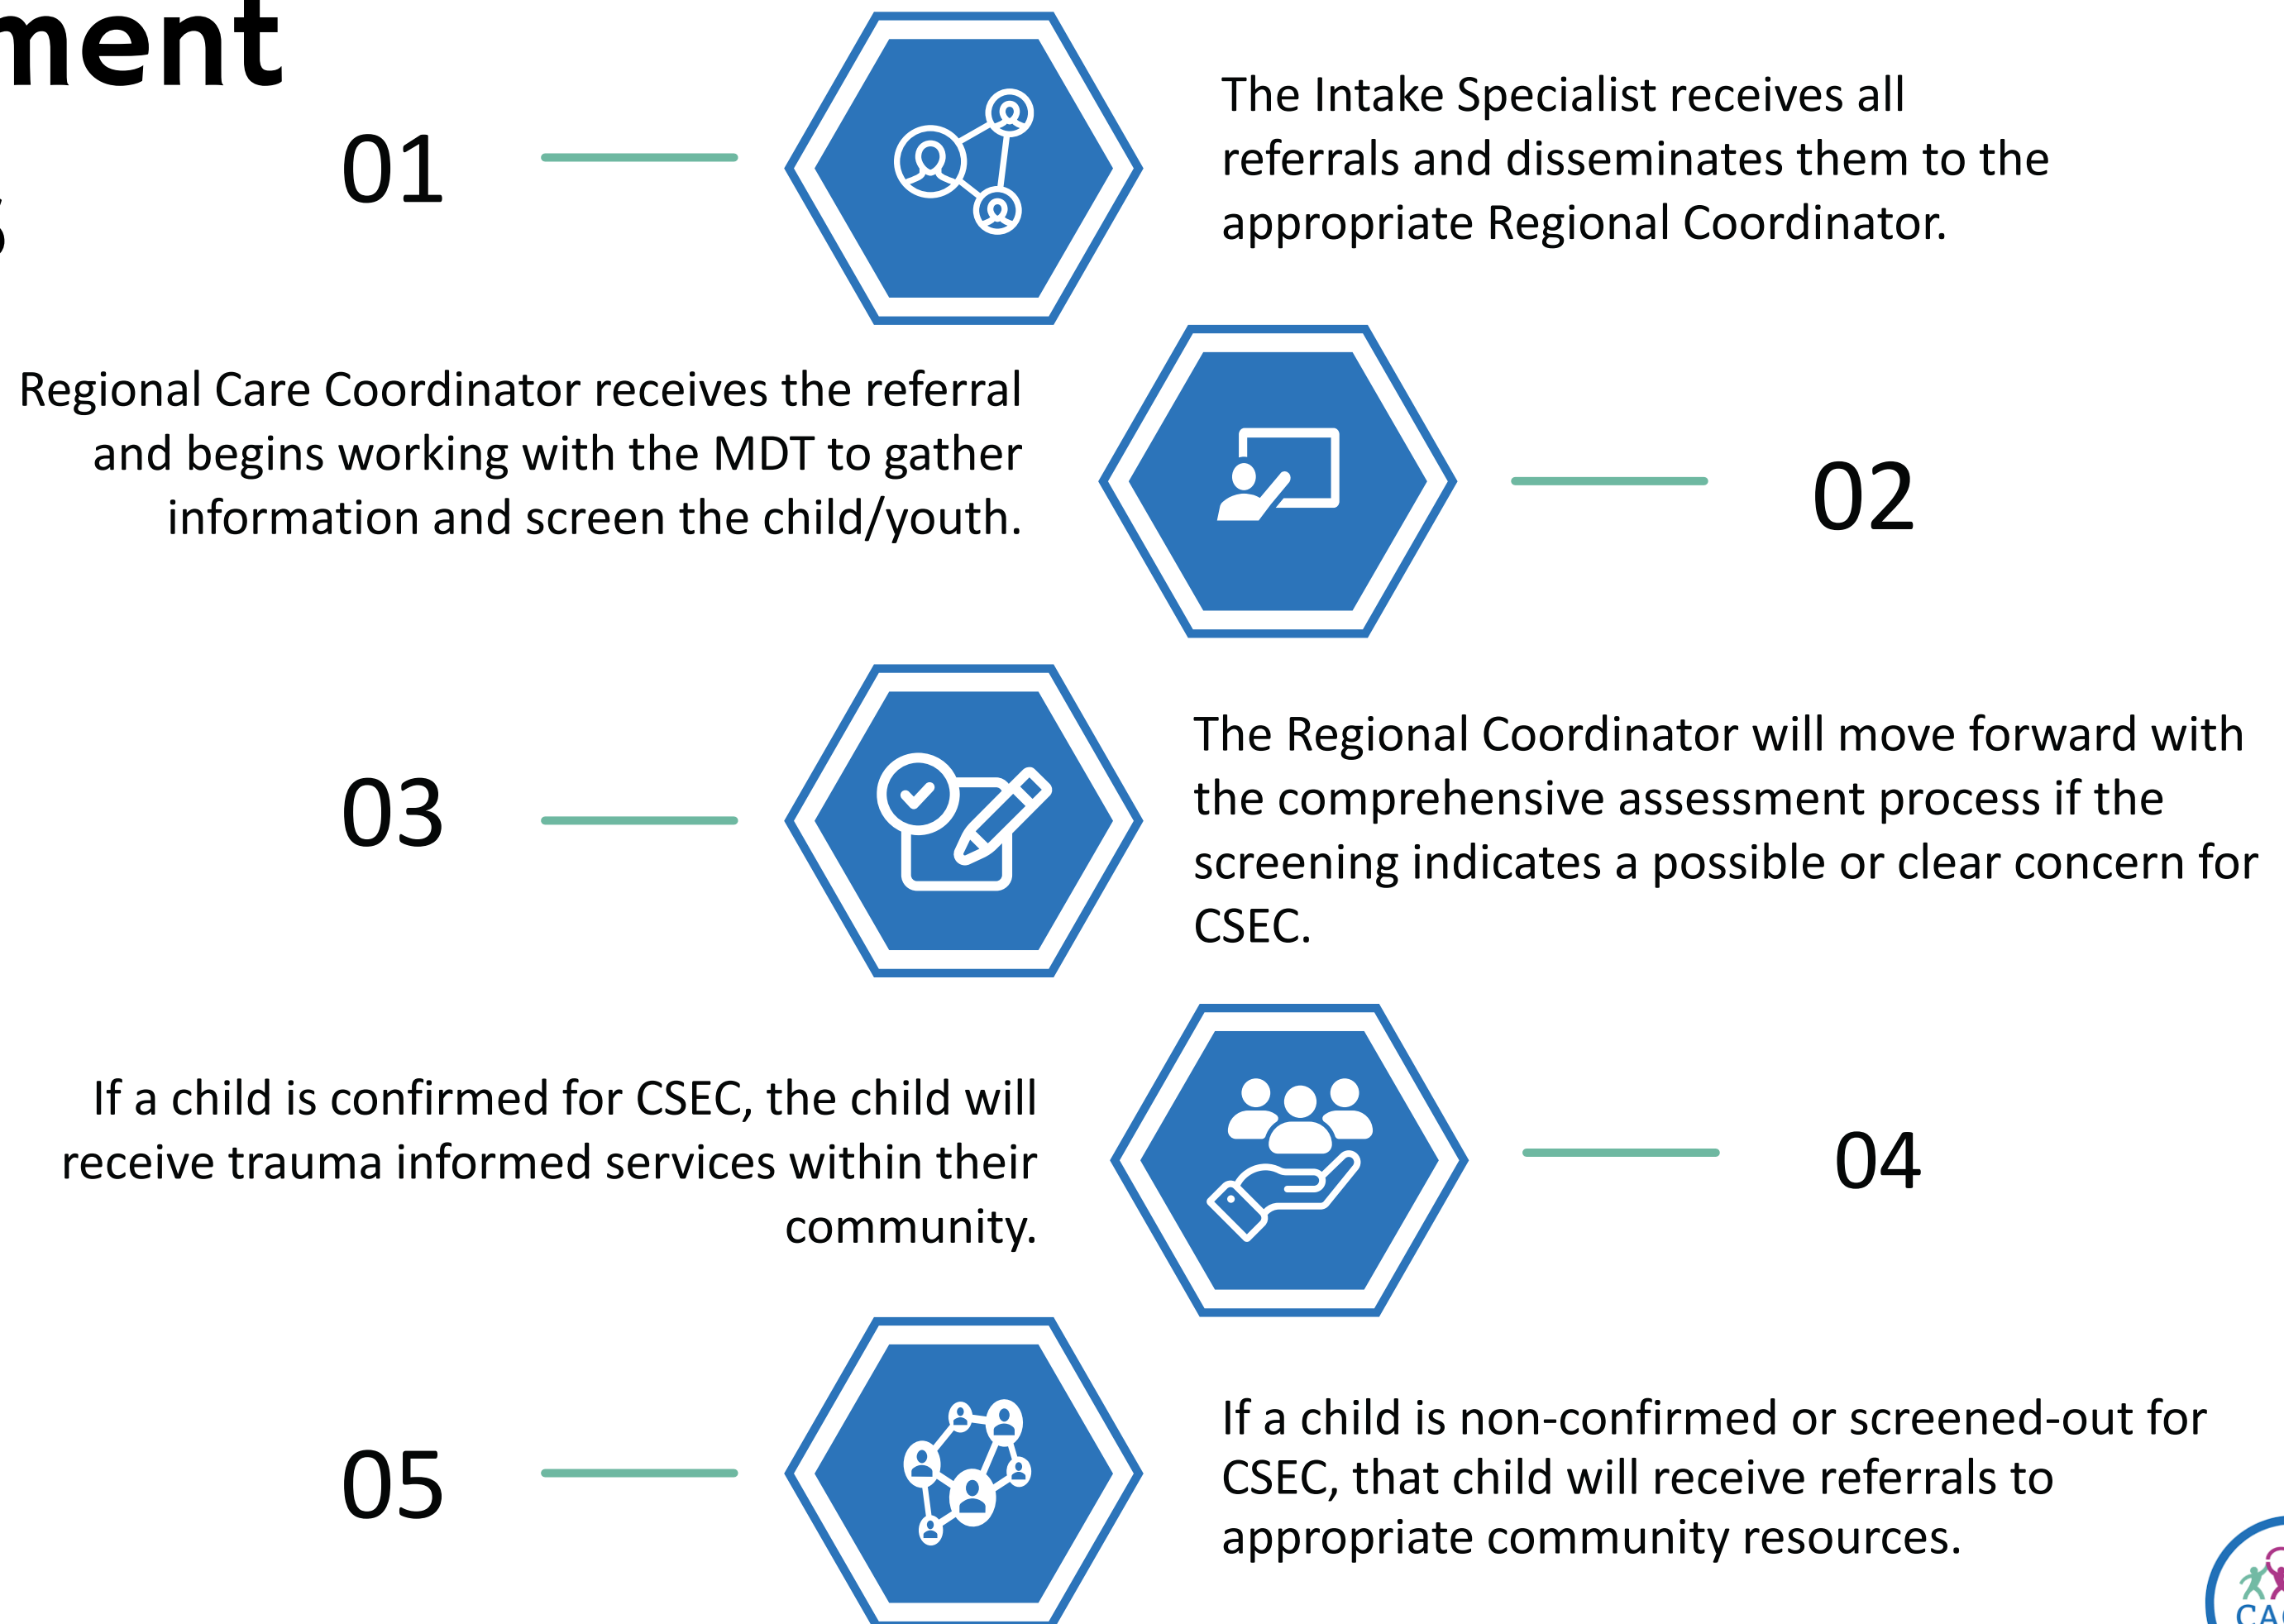 01
The Intake Specialist receives all
referrals and disseminates them to the
appropriate Regional Coordinator.
Regional Care Coordinator receives the referral
and begins working with the MDT to gather
information and screen the child/youth.
02
03
The Regional Coordinator will move forward with
the comprehensive assessment process if the
screening indicates a possible or clear concern for
CSEC.
If a child is confirmed for CSEC, the child will
receive trauma informed services within their
community.
04
05
If a child is non-confirmed or screened-out for
CSEC, that child will receive referrals to
appropriate community resources.